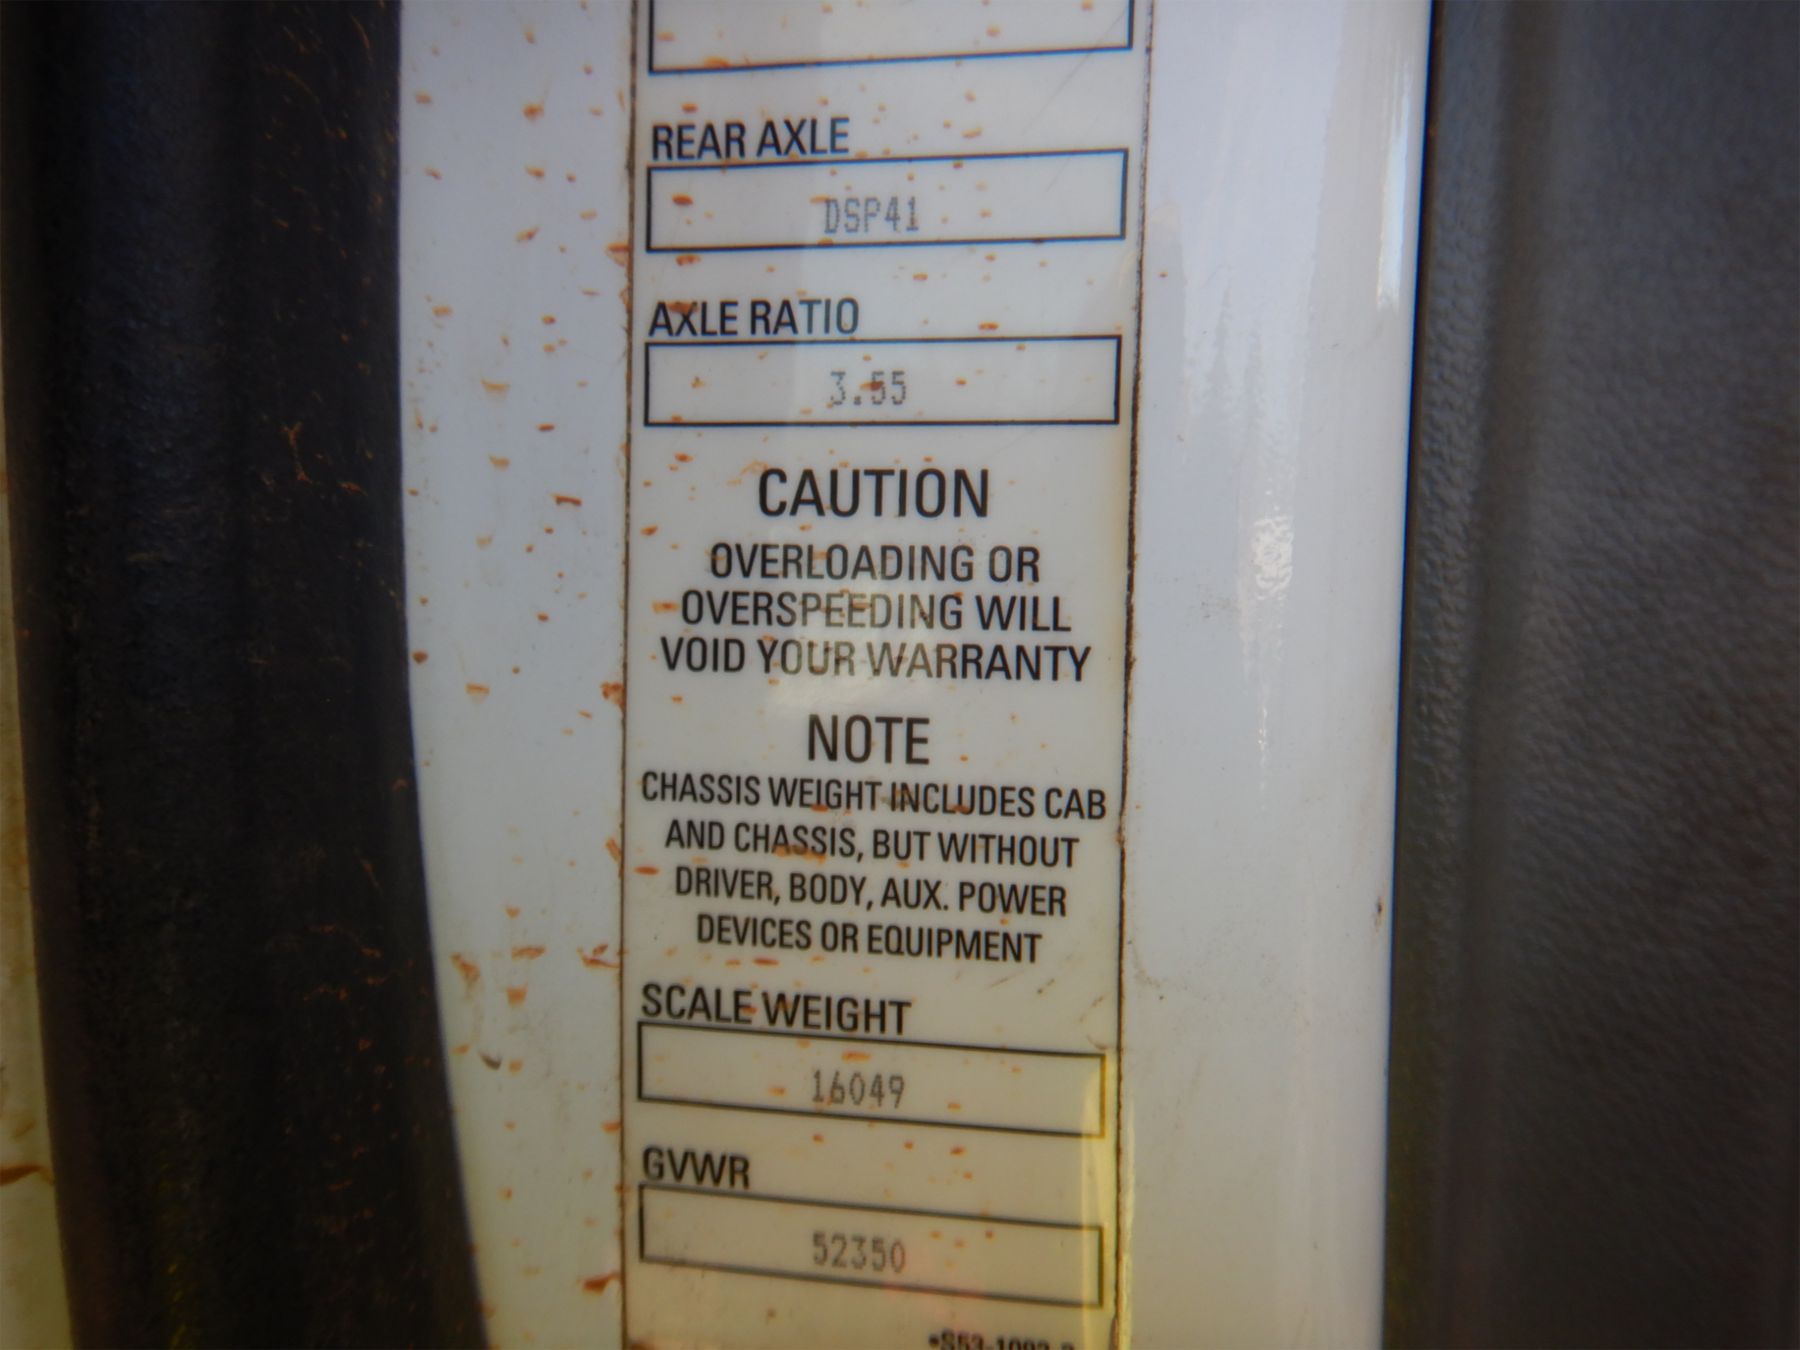 REAR AXLE
DSP41
AXLE RATIO
3.55
CAUTION
OVERLOADING OR
OVERSPEEDING WILL
VOID YOUR WARRANTY
NOTE
CHASSIS WEIGHT INCLUDES CAB
AND CHASSIS, BUT WITHOUT
DRIVER, BODY, AUX. POWER
DEVICES OR EQUIPMENT
SCALE WEIGHT
16049
GVWR
52350